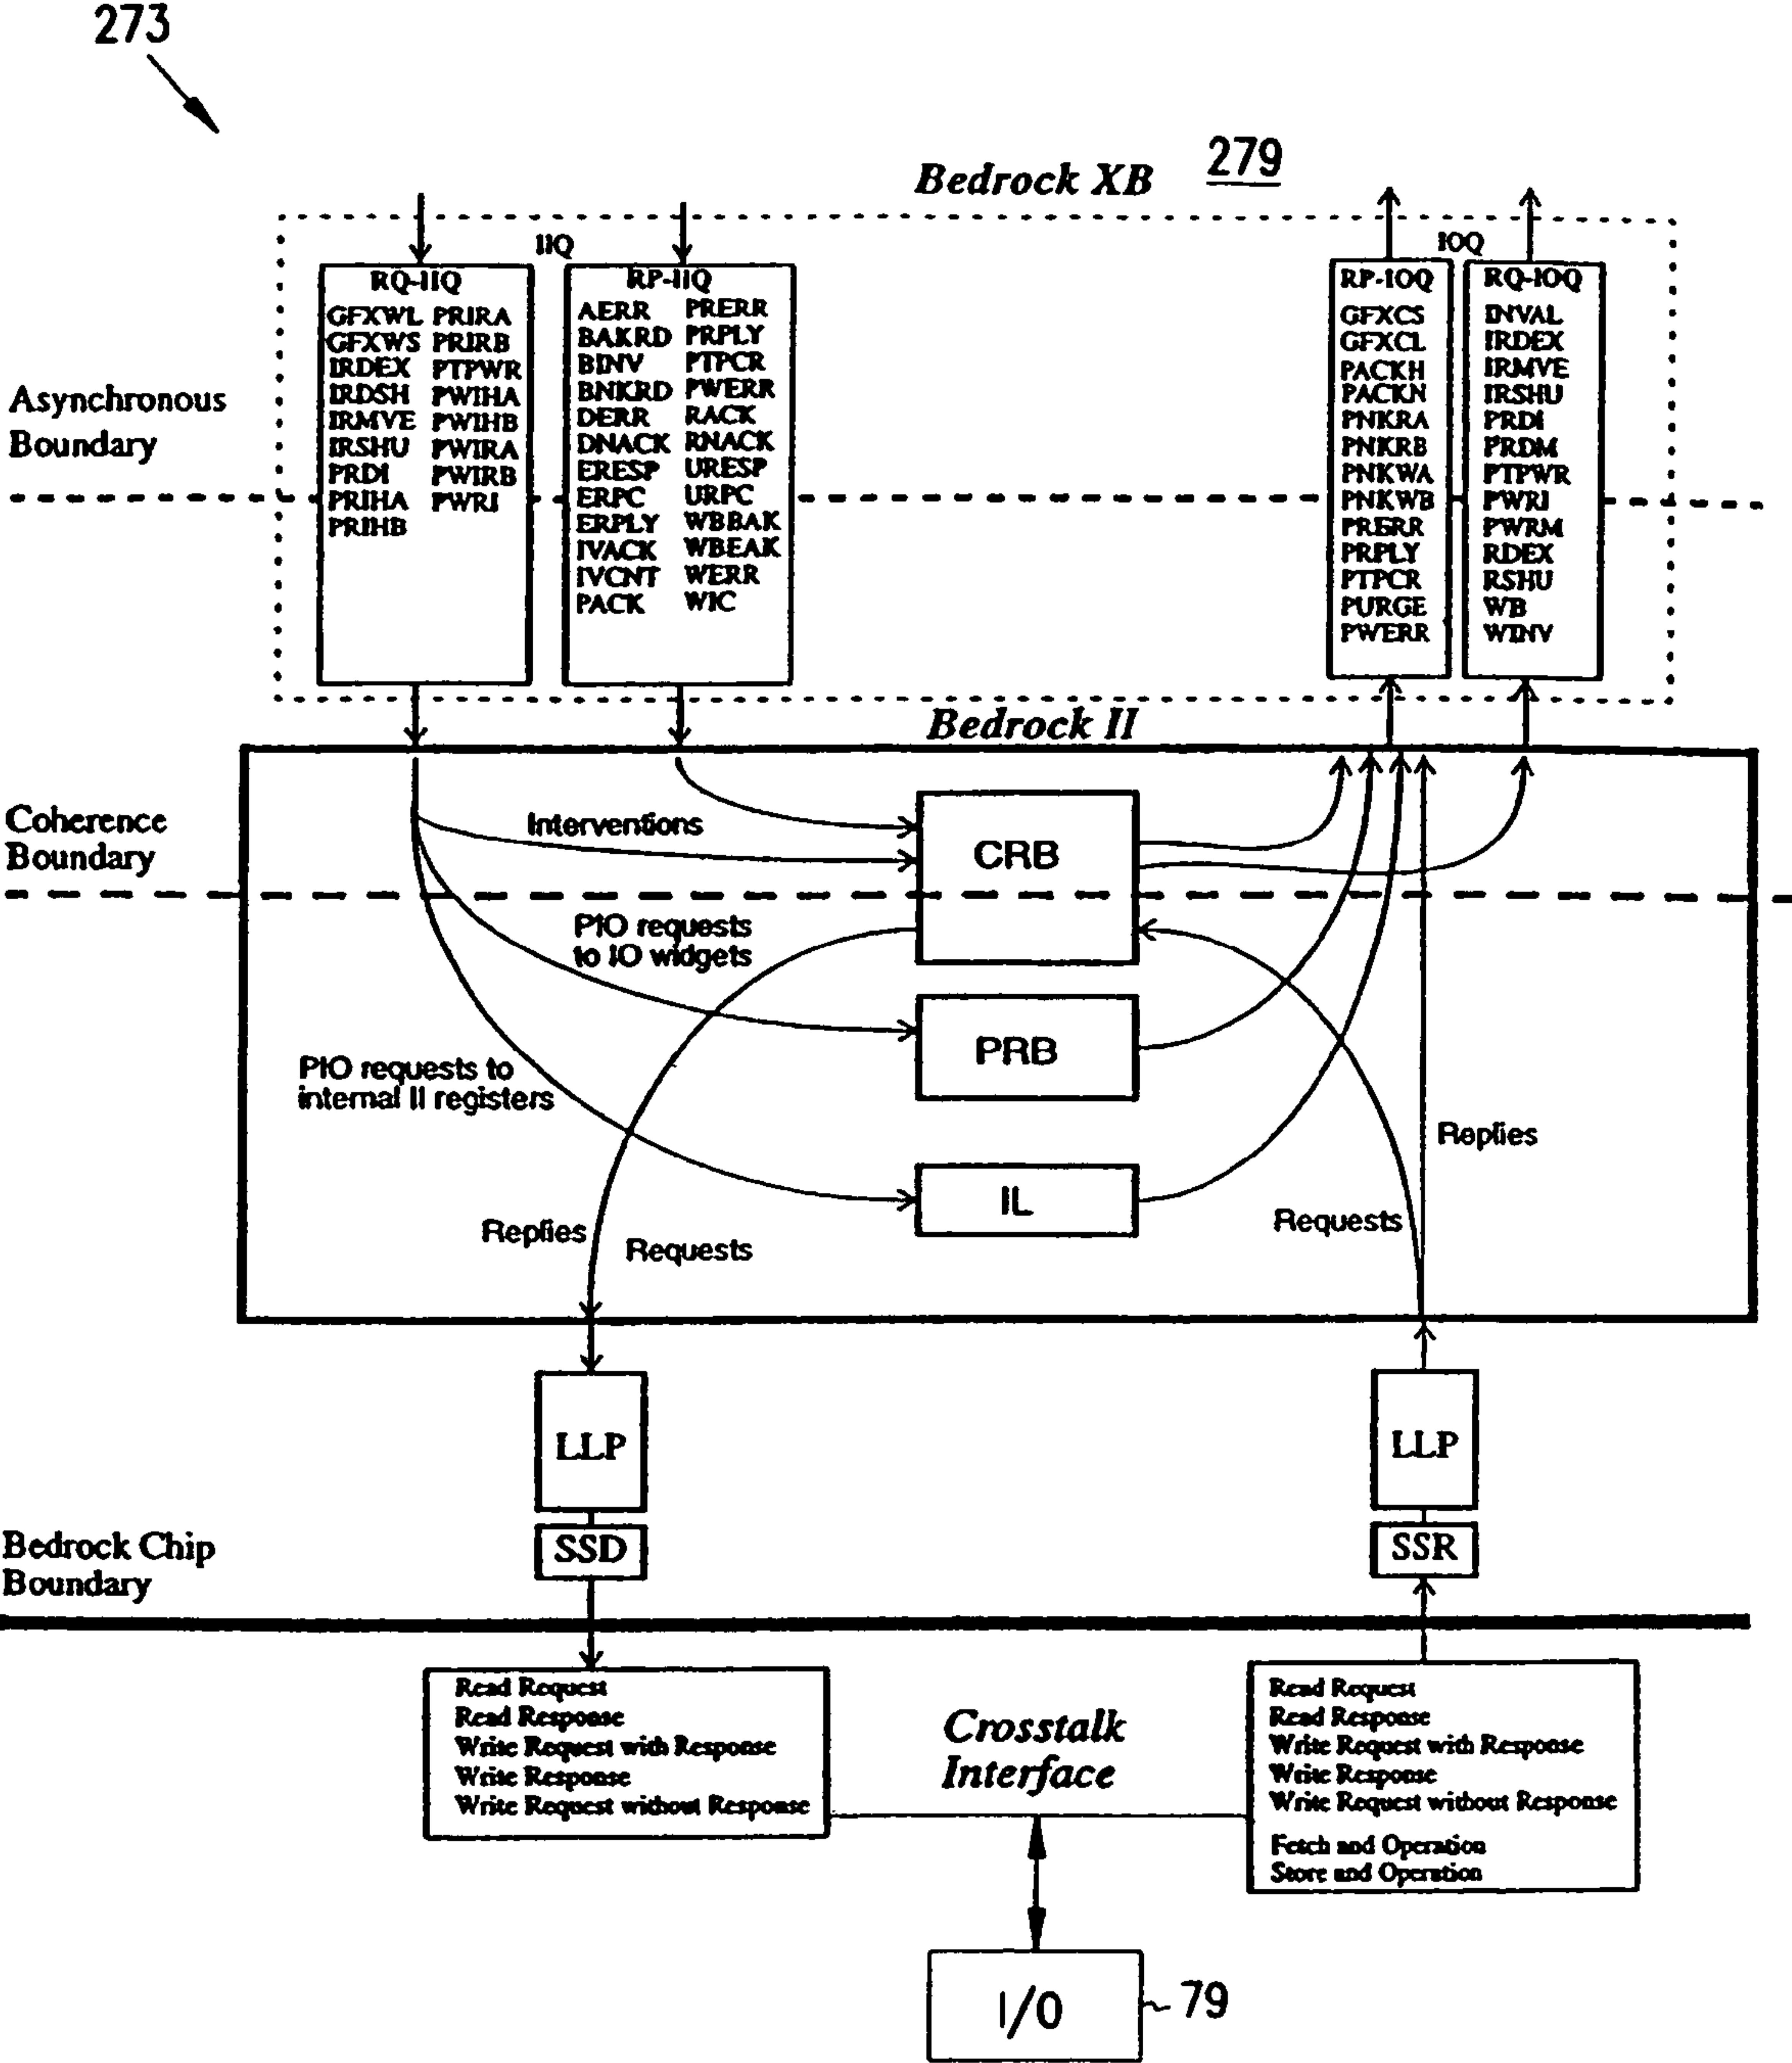 273
Bedrock XB 279
IIQ
IOQ
RQ-IIQ
GFXWL PRIRA
GFXWS PRIRB
IRDEX PTPWR
IRDSH PWIHA
IRMVE PWIHB
IRSHU PWIRA
PRDI PWIRB
PRIHA PWRI
PRIHB
RP-IIQ
AERR PRERR
BAKRD PRPLY
BINV PTPCR
BNKRD PWERR
DERR RACK
DNACK RNACK
ERESP URESP
ERPC URPC
ERPLY WBBAK
IVACK WBEAK
IVCNT WERR
PACK WIC
RP-IOQ
GFXCS
GFXCL
PACKH
PACKN
PNKRA
PNKRB
PNKWA
PNKWB
PRERR
PRPLY
PTPCR
PURGE
PWERR
RQ-IOQ
INVAL
IRDEX
IRMVE
IRSHU
PRDI
PRDM
PTPWR
PWRI
PWRM
RDEX
RSHU
WB
WINV
Asynchronous
Boundary
Bedrock II
Coherence
Boundary
Interventions
CRB
PIO requests
to IO widgets
PRB
PIO requests to
internal II registers
IL
Replies
Requests
Requests
Replies
LLP
LLP
SSD
SSR
Bedrock Chip
Boundary
Read Request
Read Response
Write Request with Response
Write Response
Write Request without Response
Crosstalk
Interface
Read Request
Read Response
Write Request with Response
Write Response
Write Request without Response
Fetch and Operation
Store and Operation
I/O
79